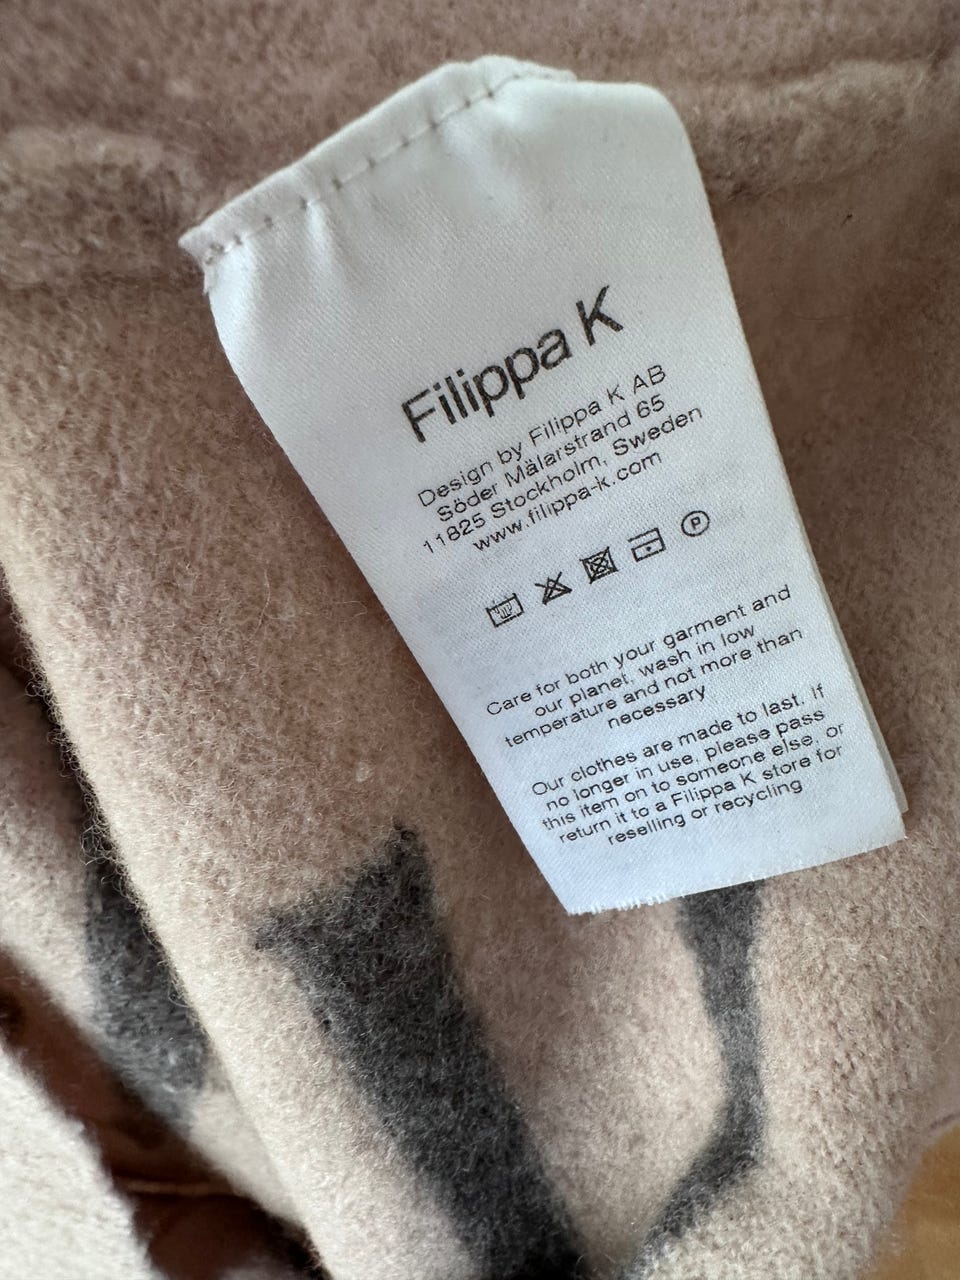 Filippa K
Design by Filippa K AB
Söder Mälarstrand 65
11825 Stockholm, Sweden
www.filippa-k.com
P
Care for both your garment and
our planet, wash in low
temperature and not more than
necessary
Our clothes are made to last. If
no longer in use, please pass
this item on to someone else, or
return it to a Filippa K store for
reselling or recycling